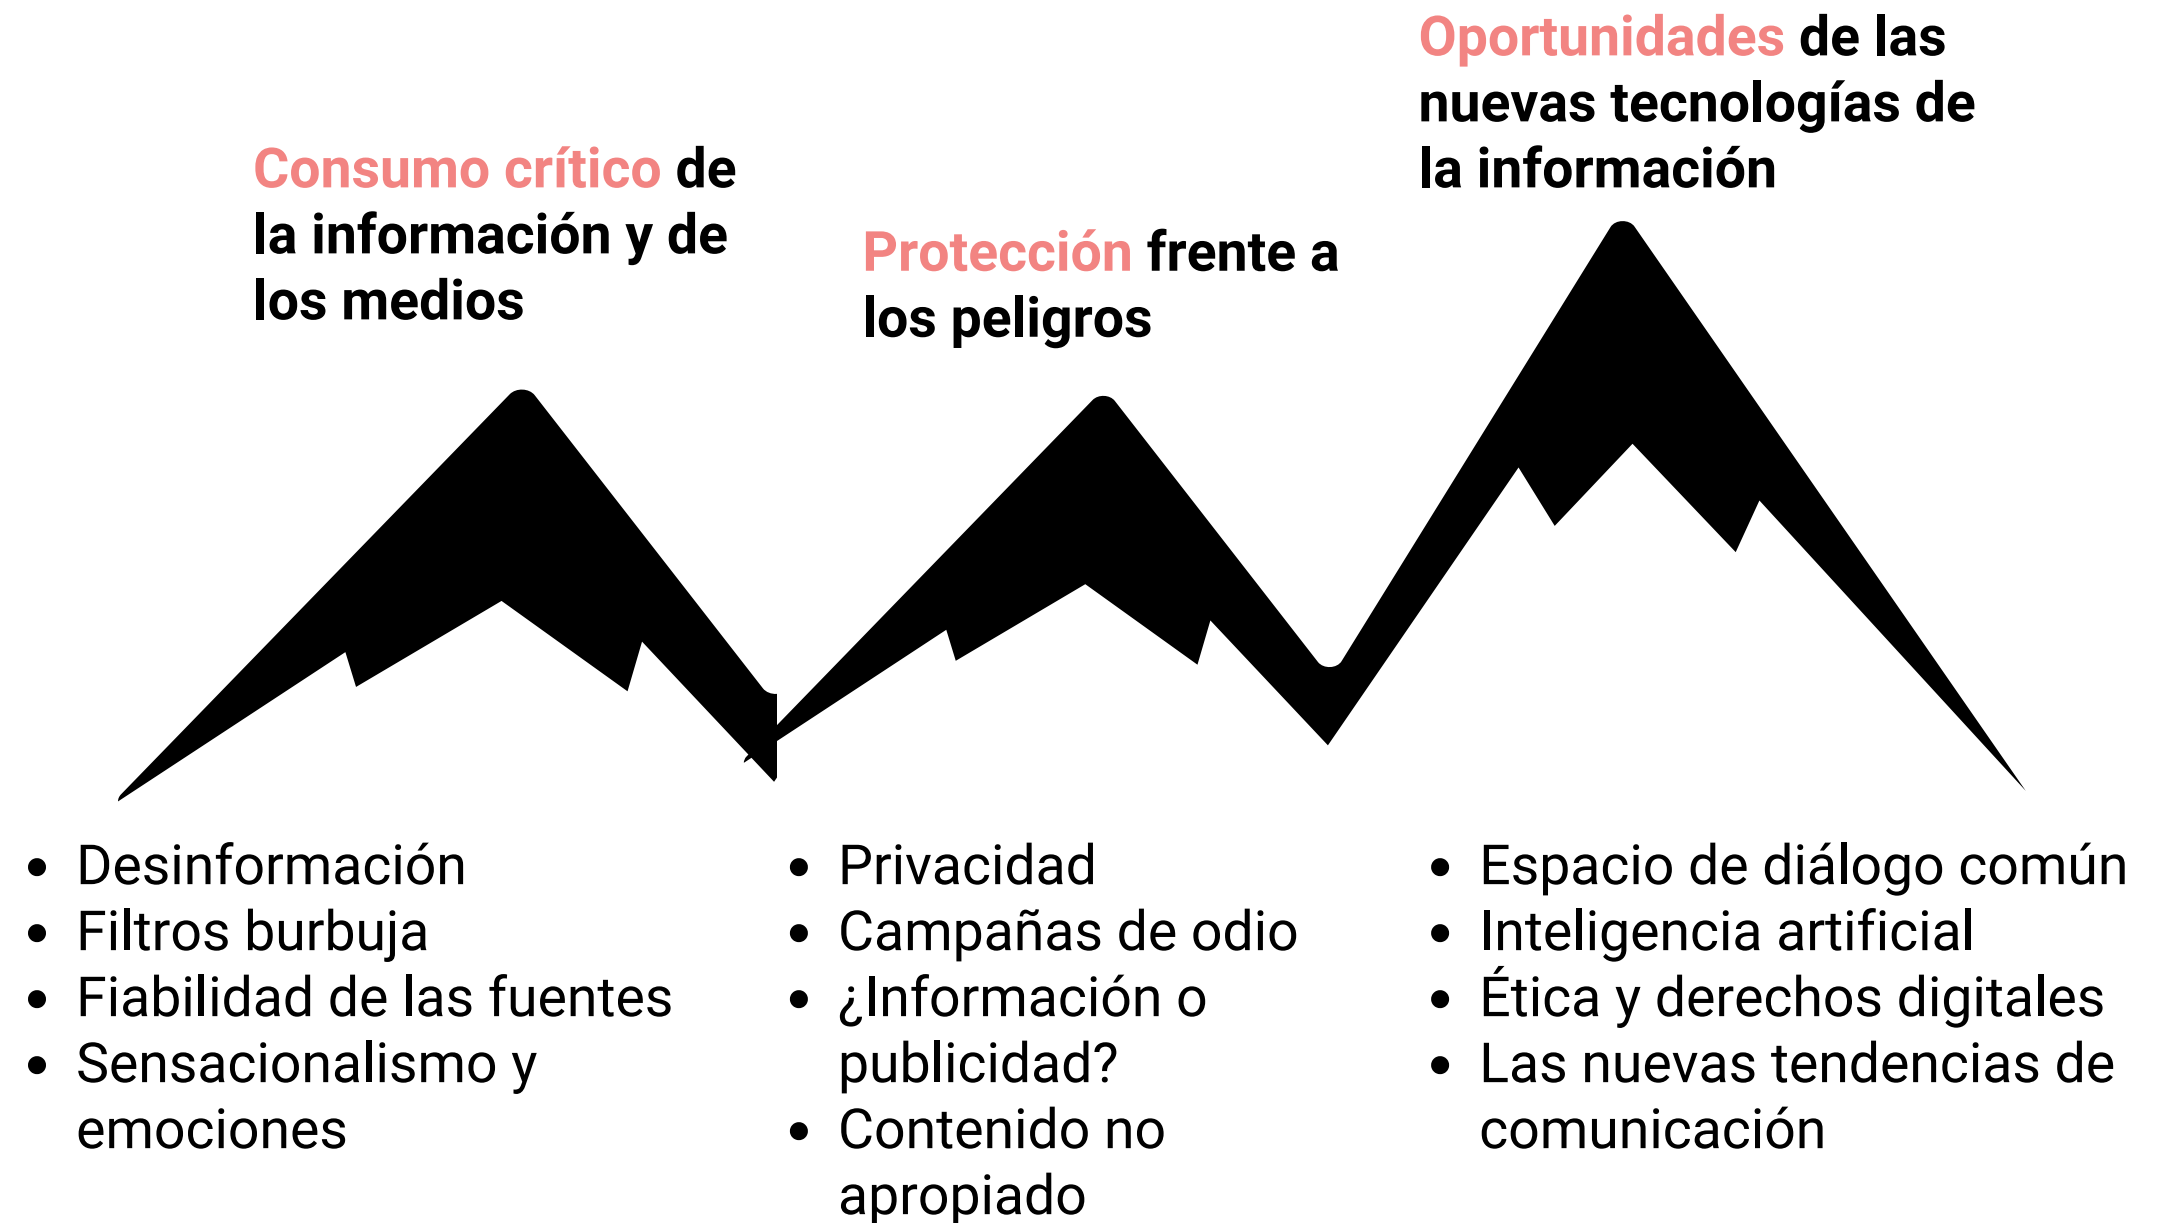 Consumo crítico de
la información y de
los medios
Protección frente a
los peligros
Oportunidades de las
nuevas tecnologías de
la información
• Desinformación
• Filtros burbuja
• Fiabilidad de las fuentes
• Sensacionalismo y
emociones
• Privacidad
• Campañas de odio
• ¿Información o
publicidad?
• Contenido no
apropiado
• Espacio de diálogo común
• Inteligencia artificial
• Ética y derechos digitales
• Las nuevas tendencias de
comunicación